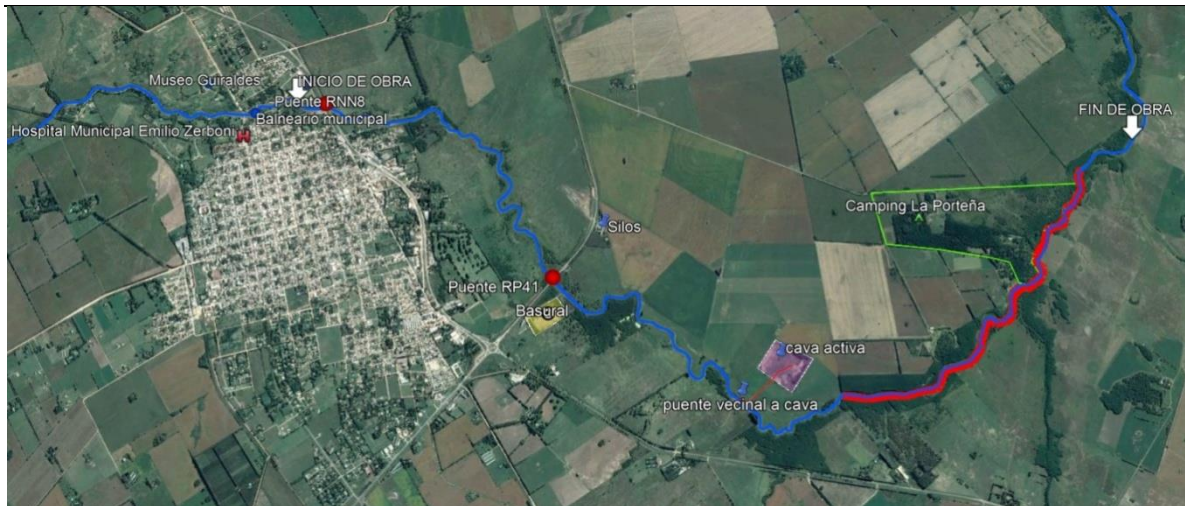 Museo Guiraldes
INICIO DE OBRA
Puente RNN8
Balneario municipal
Hospital Municipal Emilio Zerboni
H
FIN DE OBRA
Camping La Porteña
Silos
Puente RP41
Basural
cava activa
puente vecinal a cava